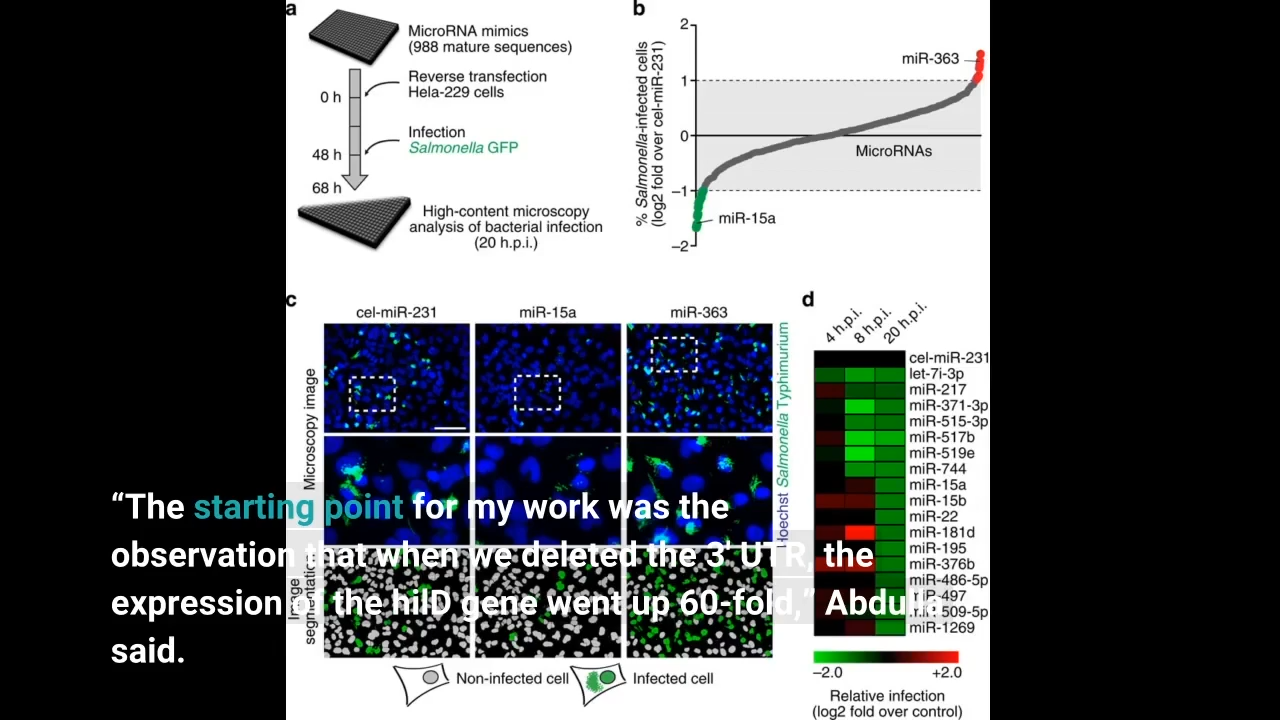 a
MicroRNA mimics
(988 mature sequences)
Reverse transfection
Hela-229 cells
0 h
Infection
Salmonella GFP
48 h
68 h
High-content microscopy
analysis of bacterial infection
(20 h.p.i.)
b
% Salmonella-infected cells
(log2 fold over cel-miR-231)
2
1
0
−1
−2
miR-363
MicroRNAs
miR-15a
c
cel-miR-231
miR-15a
miR-363
Microscopy image
Image
segmentation
Hoechst Salmonella Typhimurium
Non-infected cell
Infected cell
d
4 h.p.i.
8 h.p.i.
20 h.p.i.
cel-miR-231
let-7i-3p
miR-217
miR-371-3p
miR-515-3p
miR-517b
miR-519e
miR-744
miR-15a
miR-15b
miR-22
miR-181d
miR-195
miR-376b
miR-486-5p
miR-497
miR-509-5p
miR-1269
−2.0
+2.0
Relative infection
(log2 fold over control)
“The starting point for my work was the
observation that when we deleted the 3' UTR, the
expression of the hilD gene went up 60-fold,” Abdulla
said.